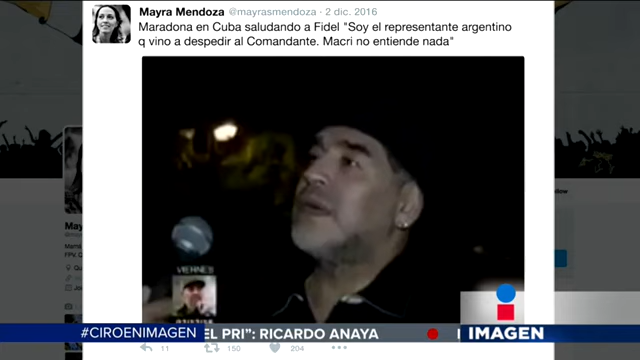 Mayra Mendoza @mayrasmendoza · 2 dic. 2016
Maradona en Cuba saludando a Fidel "Soy el representante argentino
q vino a despedir al Comandante. Macri no entiende nada"
VIERNES
#CIROENIMAGEN
EL PRI": RICARDO ANAYA
IMAGEN
11 150 204